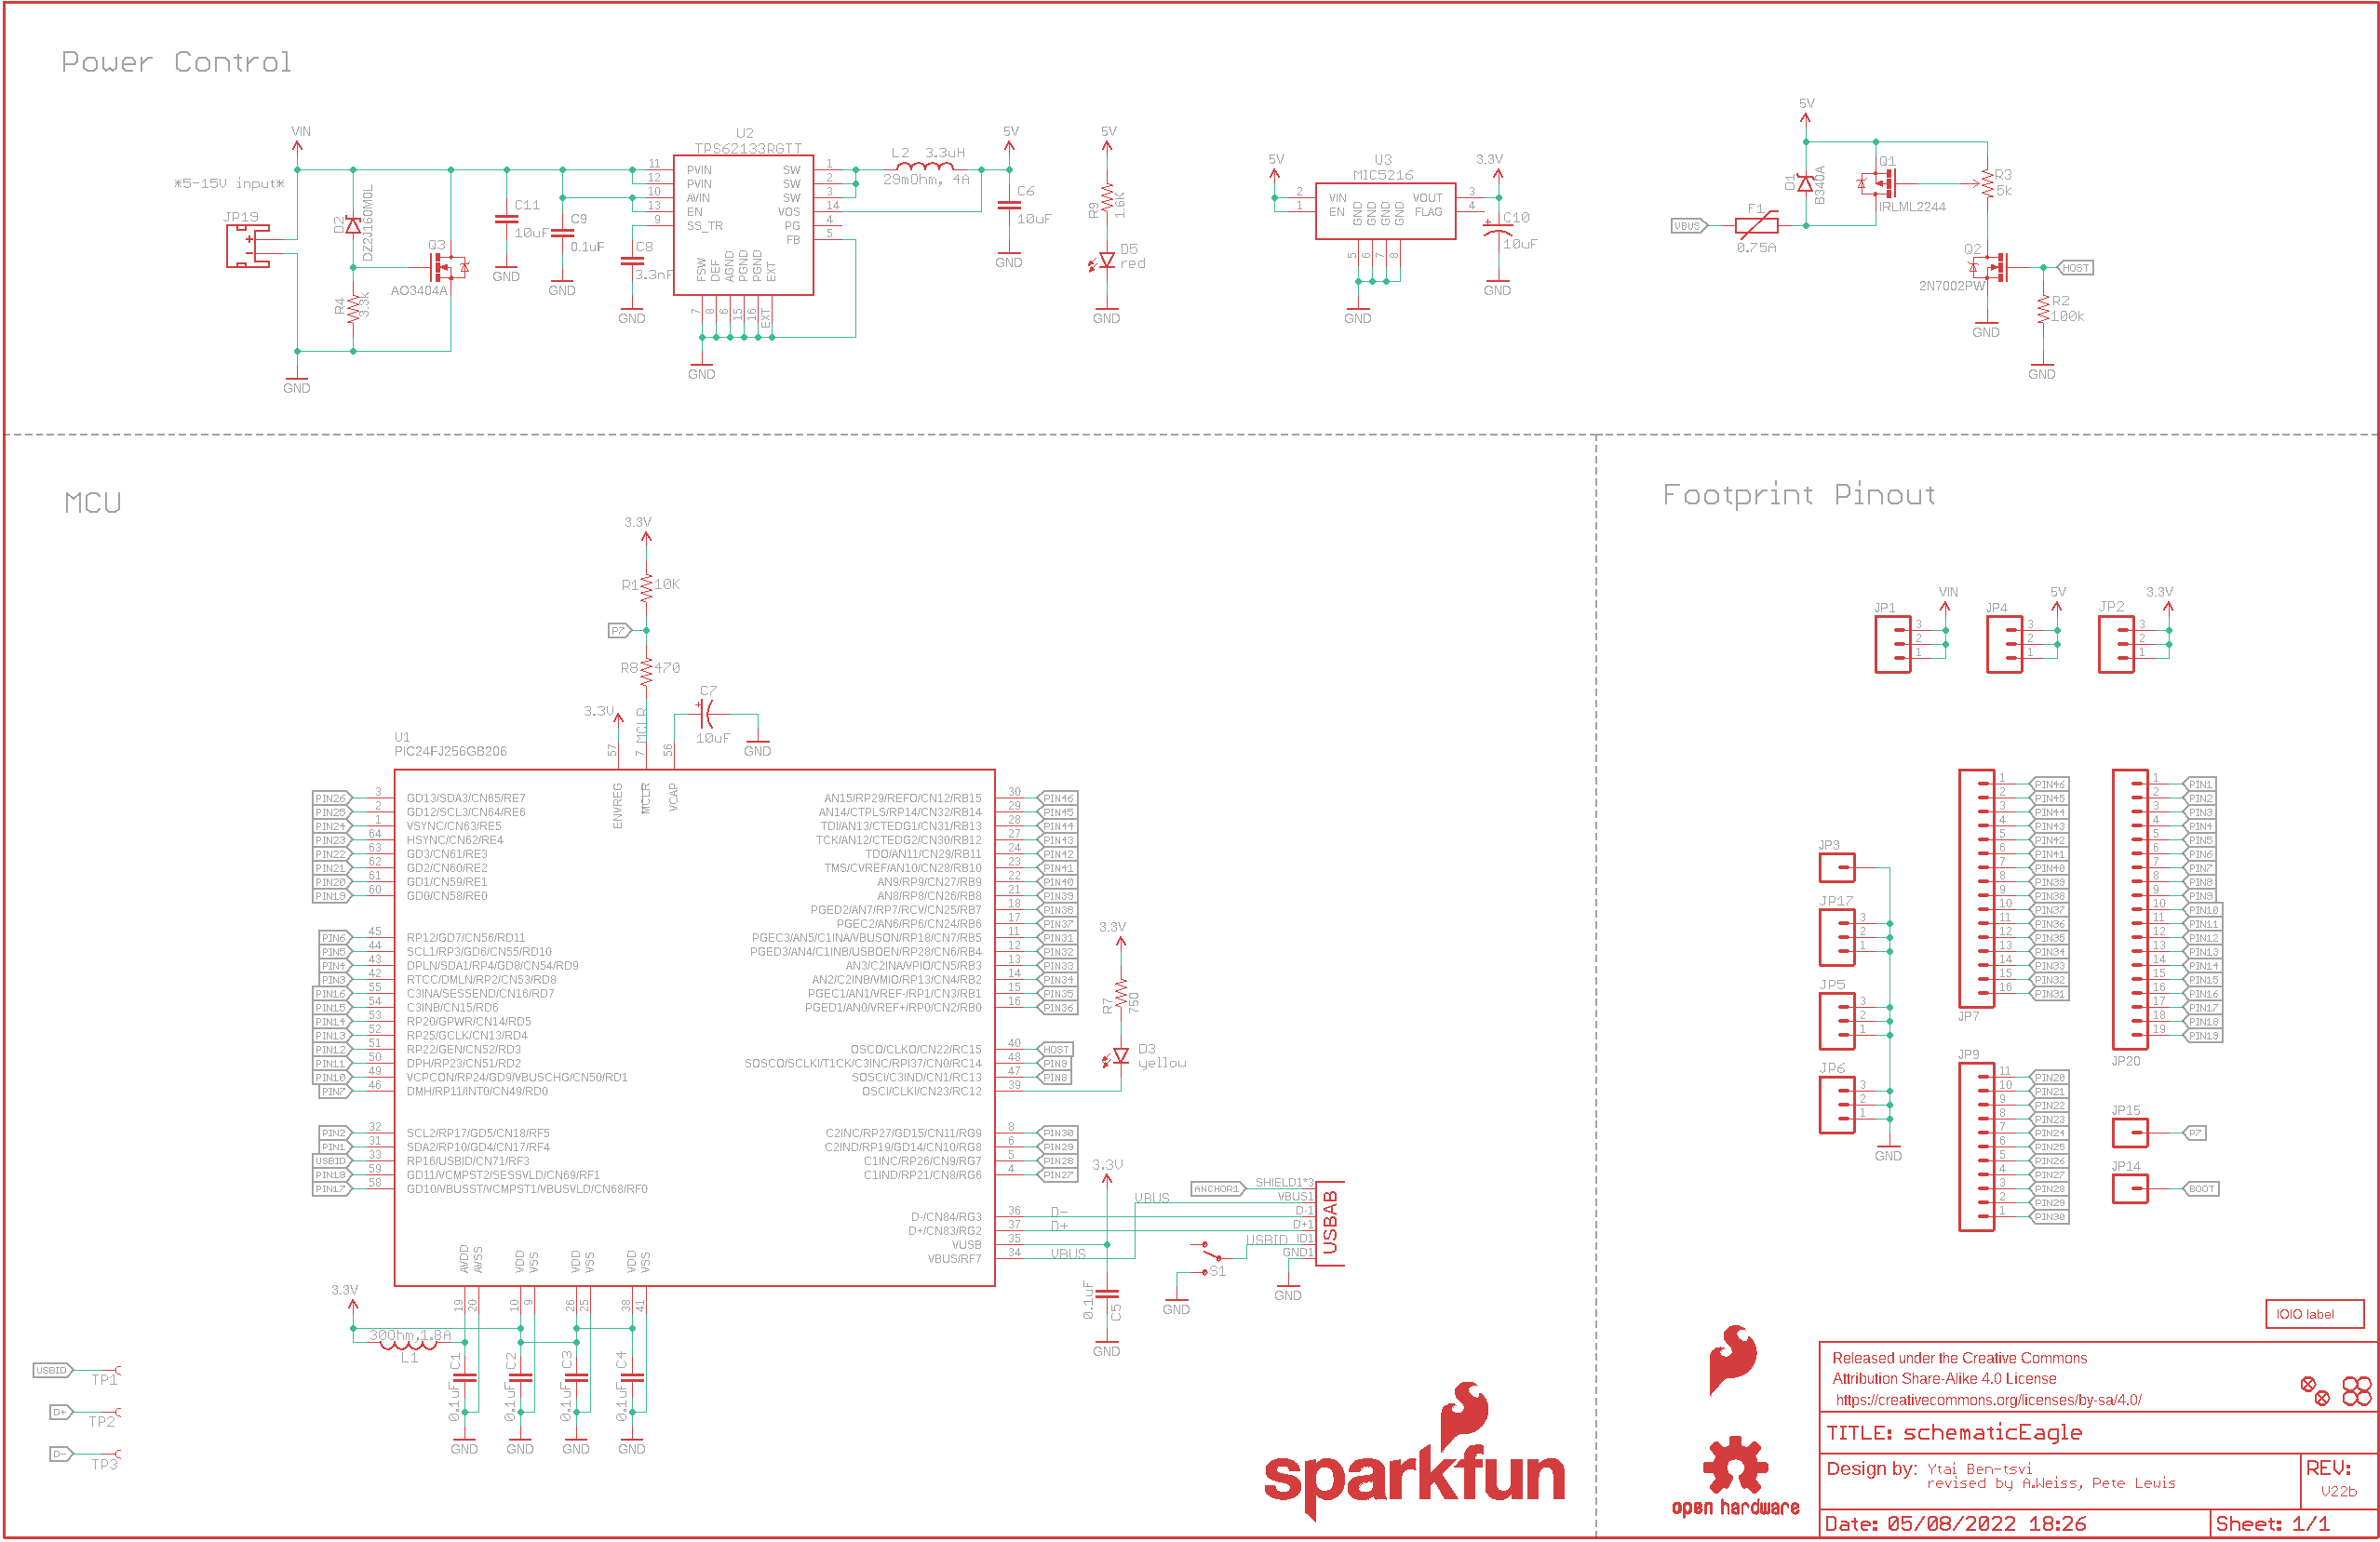 Power Control
VIN
*5-15V input*
JP19
+
-
D2
DZ2J160M0L
R4
3.3k
Q3
AO3404A
GND
C11
10uF
GND
C9
0.1uF
GND
C8
3.3nF
GND
U2
TPS62133RGTT
11 PVIN SW 1
12 PVIN SW 2
10 AVIN SW 3
13 EN VOS 14
9 SS_TR PG 4
FB 5
FSW DEF AGND PGND PGND EXT
7 8 6 15 16 EXT
GND
L2 3.3uH
29mOhm, 4A
5V
C6
10uF
GND
5V
R9
1.6K
D5
red
GND
5V
U3
MIC5216
3.3V
2 VIN VOUT 3
1 EN FLAG 4
GND GND GND GND
5 6 7 8
GND
C10
10uF
GND
5V
D1
B340A
Q1
IRLML2244
R3
5k
VBUS
F1
0.75A
Q2
2N7002PW
HOST
R2
100k
GND
GND
MCU
3.3V
R1 10K
P7
R8 470
3.3V
MCLR
C7
10uF
GND
U1
PIC24FJ256GB206
57 7 56
ENVREG MCLR VCAP
PIN26 3 GD13/SDA3/CN65/RE7
PIN25 2 GD12/SCL3/CN64/RE6
PIN24 1 VSYNC/CN63/RE5
PIN23 64 HSYNC/CN62/RE4
PIN22 63 GD3/CN61/RE3
PIN21 62 GD2/CN60/RE2
PIN20 61 GD1/CN59/RE1
PIN19 60 GD0/CN58/RE0
PIN6 45 RP12/GD7/CN56/RD11
PIN5 44 SCL1/RP3/GD6/CN55/RD10
PIN4 43 DPLN/SDA1/RP4/GD8/CN54/RD9
PIN3 42 RTCC/DMLN/RP2/CN53/RD8
PIN16 55 C3INA/SESSEND/CN16/RD7
PIN15 54 C3INB/CN15/RD6
PIN14 53 RP20/GPWR/CN14/RD5
PIN13 52 RP25/GCLK/CN13/RD4
PIN12 51 RP22/GEN/CN52/RD3
PIN11 50 DPH/RP23/CN51/RD2
PIN10 49 VCPCON/RP24/GD9/VBUSCHG/CN50/RD1
PIN7 46 DMH/RP11/INT0/CN49/RD0
PIN2 32 SCL2/RP17/GD5/CN18/RF5
PIN1 31 SDA2/RP10/GD4/CN17/RF4
USBID 33 RP16/USBID/CN71/RF3
PIN18 59 GD11/VCMPST2/SESSVLD/CN69/RF1
PIN17 58 GD10/VBUSST/VCMPST1/VBUSVLD/CN68/RF0
AN15/RP29/REFO/CN12/RB15 30 PIN46
AN14/CTPLS/RP14/CN32/RB14 29 PIN45
TDI/AN13/CTEDG1/CN31/RB13 28 PIN44
TCK/AN12/CTEDG2/CN30/RB12 27 PIN43
TDO/AN11/CN29/RB11 24 PIN42
TMS/CVREF/AN10/CN28/RB10 23 PIN41
AN9/RP9/CN27/RB9 22 PIN40
AN8/RP8/CN26/RB8 21 PIN39
PGED2/AN7/RP7/RCV/CN25/RB7 18 PIN38
PGEC2/AN6/RP6/CN24/RB6 17 PIN37
PGEC3/AN5/C1INA/VBUSON/RP18/CN7/RB5 11 PIN31
PGED3/AN4/C1INB/USBOEN/RP28/CN6/RB4 12 PIN32
AN3/C2INA/VPIO/CN5/RB3 13 PIN33
AN2/C2INB/VMIO/RP13/CN4/RB2 14 PIN34
PGEC1/AN1/VREF-/RP1/CN3/RB1 15 PIN35
PGED1/AN0/VREF+/RP0/CN2/RB0 16 PIN36
OSCO/CLKO/CN22/RC15 40 HOST
SOSCO/SCLKI/T1CK/C3INC/RPI37/CN0/RC14 48 PIN9
SOSCI/C3IND/CN1/RC13 47 PIN8
OSCI/CLKI/CN23/RC12 39
C2INC/RP27/GD15/CN11/RG9 8 PIN30
C2IND/RP19/GD14/CN10/RG8 6 PIN29
C1INC/RP26/CN9/RG7 5 PIN28
C1IND/RP21/CN8/RG6 4 PIN27
D-/CN84/RG3 36 D-
D+/CN83/RG2 37 D+
VUSB 35
VBUS/RF7 34 VBUS
3.3V
R7
750
D3
yellow
3.3V
VBUS
0.1uF
C5
GND
ANCHOR1
SHIELD1*3
VBUS1
D-1
D+1
USBID ID1
GND1
USBAB
S1
GND
GND
AVDD AVSS VDD VSS VDD VSS VDD VSS
19 20 10 9 26 25 38 41
3.3V
30Ohm,1.8A
L1
C1 0.1uF
C2 0.1uF
C3 0.1uF
C4 0.1uF
GND GND GND GND
USBID
TP1
D+
TP2
D-
TP3
Footprint Pinout
VIN
JP1
3
2
1
5V
JP4
3
2
1
3.3V
JP2
3
2
1
JP3
JP17
3
2
1
JP5
3
2
1
JP6
3
2
1
GND
1 PIN46
2 PIN45
3 PIN44
4 PIN43
5 PIN42
6 PIN41
7 PIN40
8 PIN39
9 PIN38
10 PIN37
11 PIN36
12 PIN35
13 PIN34
14 PIN33
15 PIN32
16 PIN31
JP7
JP9
11 PIN20
10 PIN21
9 PIN22
8 PIN23
7 PIN24
6 PIN25
5 PIN26
4 PIN27
3 PIN28
2 PIN29
1 PIN30
1 PIN1
2 PIN2
3 PIN3
4 PIN4
5 PIN5
6 PIN6
7 PIN7
8 PIN8
9 PIN9
10 PIN10
11 PIN11
12 PIN12
13 PIN13
14 PIN14
15 PIN15
16 PIN16
17 PIN17
18 PIN18
19 PIN19
JP20
JP15
P7
JP14
BOOT
IOIO label
sparkfun
open hardware
Released under the Creative Commons
Attribution Share-Alike 4.0 License
https://creativecommons.org/licenses/by-sa/4.0/
TITLE: schematicEagle
Design by: Ytai Ben-tsvi
revised by A.Weiss, Pete Lewis
REV:
V22b
Date: 05/08/2022 18:26
Sheet: 1/1